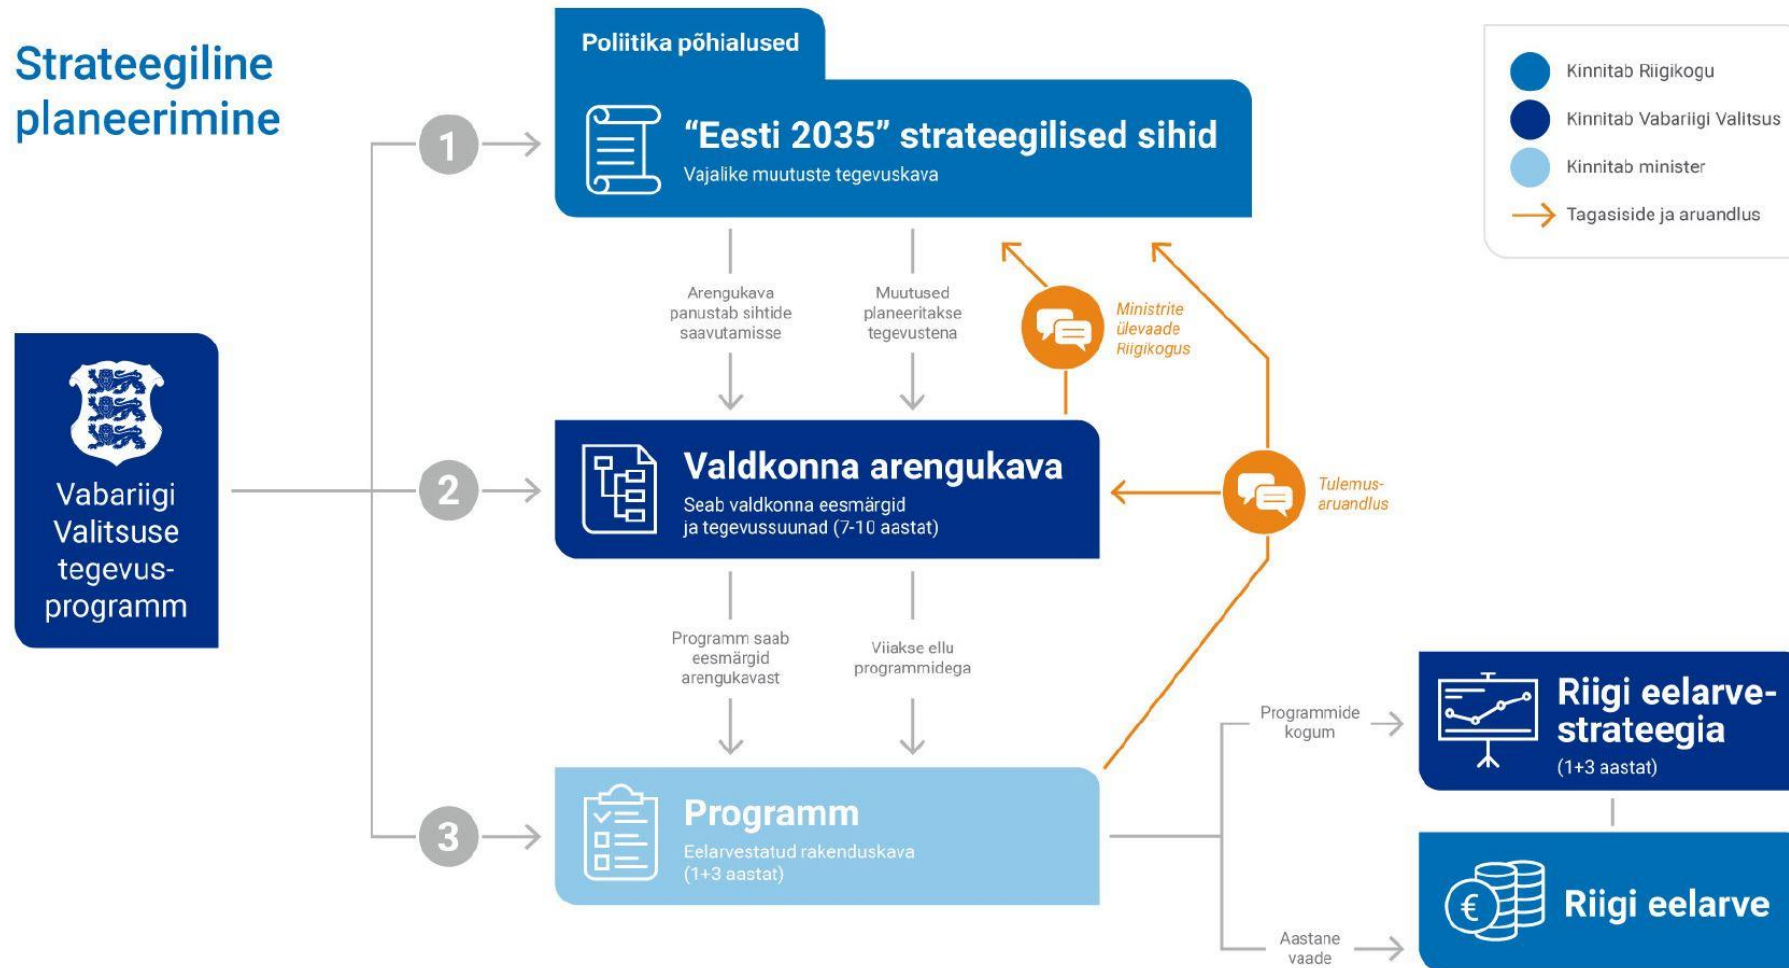 Strateegiline
planeerimine
Poliitika põhialused
1
“Eesti 2035” strateegilised sihid
Vajalike muutuste tegevuskava
Kinnitab Riigikogu
Kinnitab Vabariigi Valitsus
Kinnitab minister
Tagasiside ja aruandlus
Arengukava
panustab sihtide
saavutamisse
Muutused
planeeritakse
tegevustena
Ministrite
ülevaade
Riigikogus
Vabariigi
Valitsuse
tegevus-
programm
2
Valdkonna arengukava
Seab valdkonna eesmärgid
ja tegevussuunad (7-10 aastat)
Tulemus-
aruandlus
Programm saab
eesmärgid
arengukavast
Viiakse ellu
programmidega
3
Programm
Eelarvestatud rakenduskava
(1+3 aastat)
Programmide
kogum
Riigi eelarve-
strateegia
(1+3 aastat)
Aastane
vaade
€
Riigi eelarve